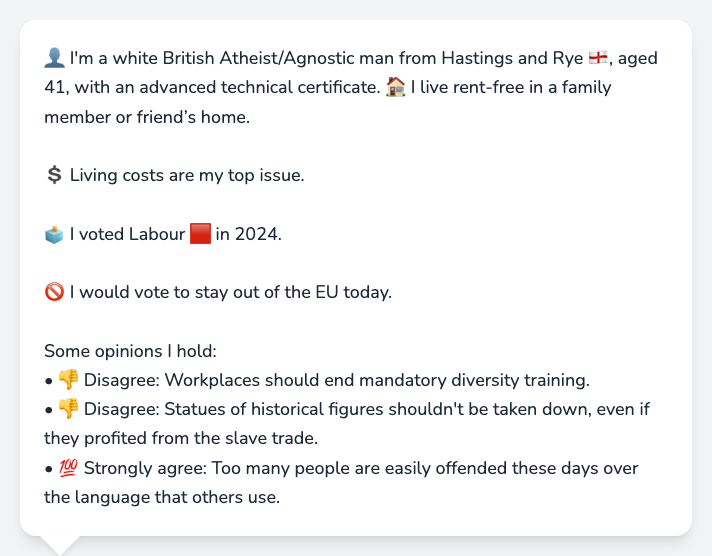 👤 I'm a white British Atheist/Agnostic man from Hastings and Rye 🏴󠁧󠁢󠁥󠁮󠁧󠁿, aged
41, with an advanced technical certificate. 🏠 I live rent-free in a family
member or friend’s home.
💲 Living costs are my top issue.
🗳️ I voted Labour 🟥 in 2024.
🚫 I would vote to stay out of the EU today.
Some opinions I hold:
• 👎 Disagree: Workplaces should end mandatory diversity training.
• 👎 Disagree: Statues of historical figures shouldn't be taken down, even if
they profited from the slave trade.
• 💯 Strongly agree: Too many people are easily offended these days over
the language that others use.